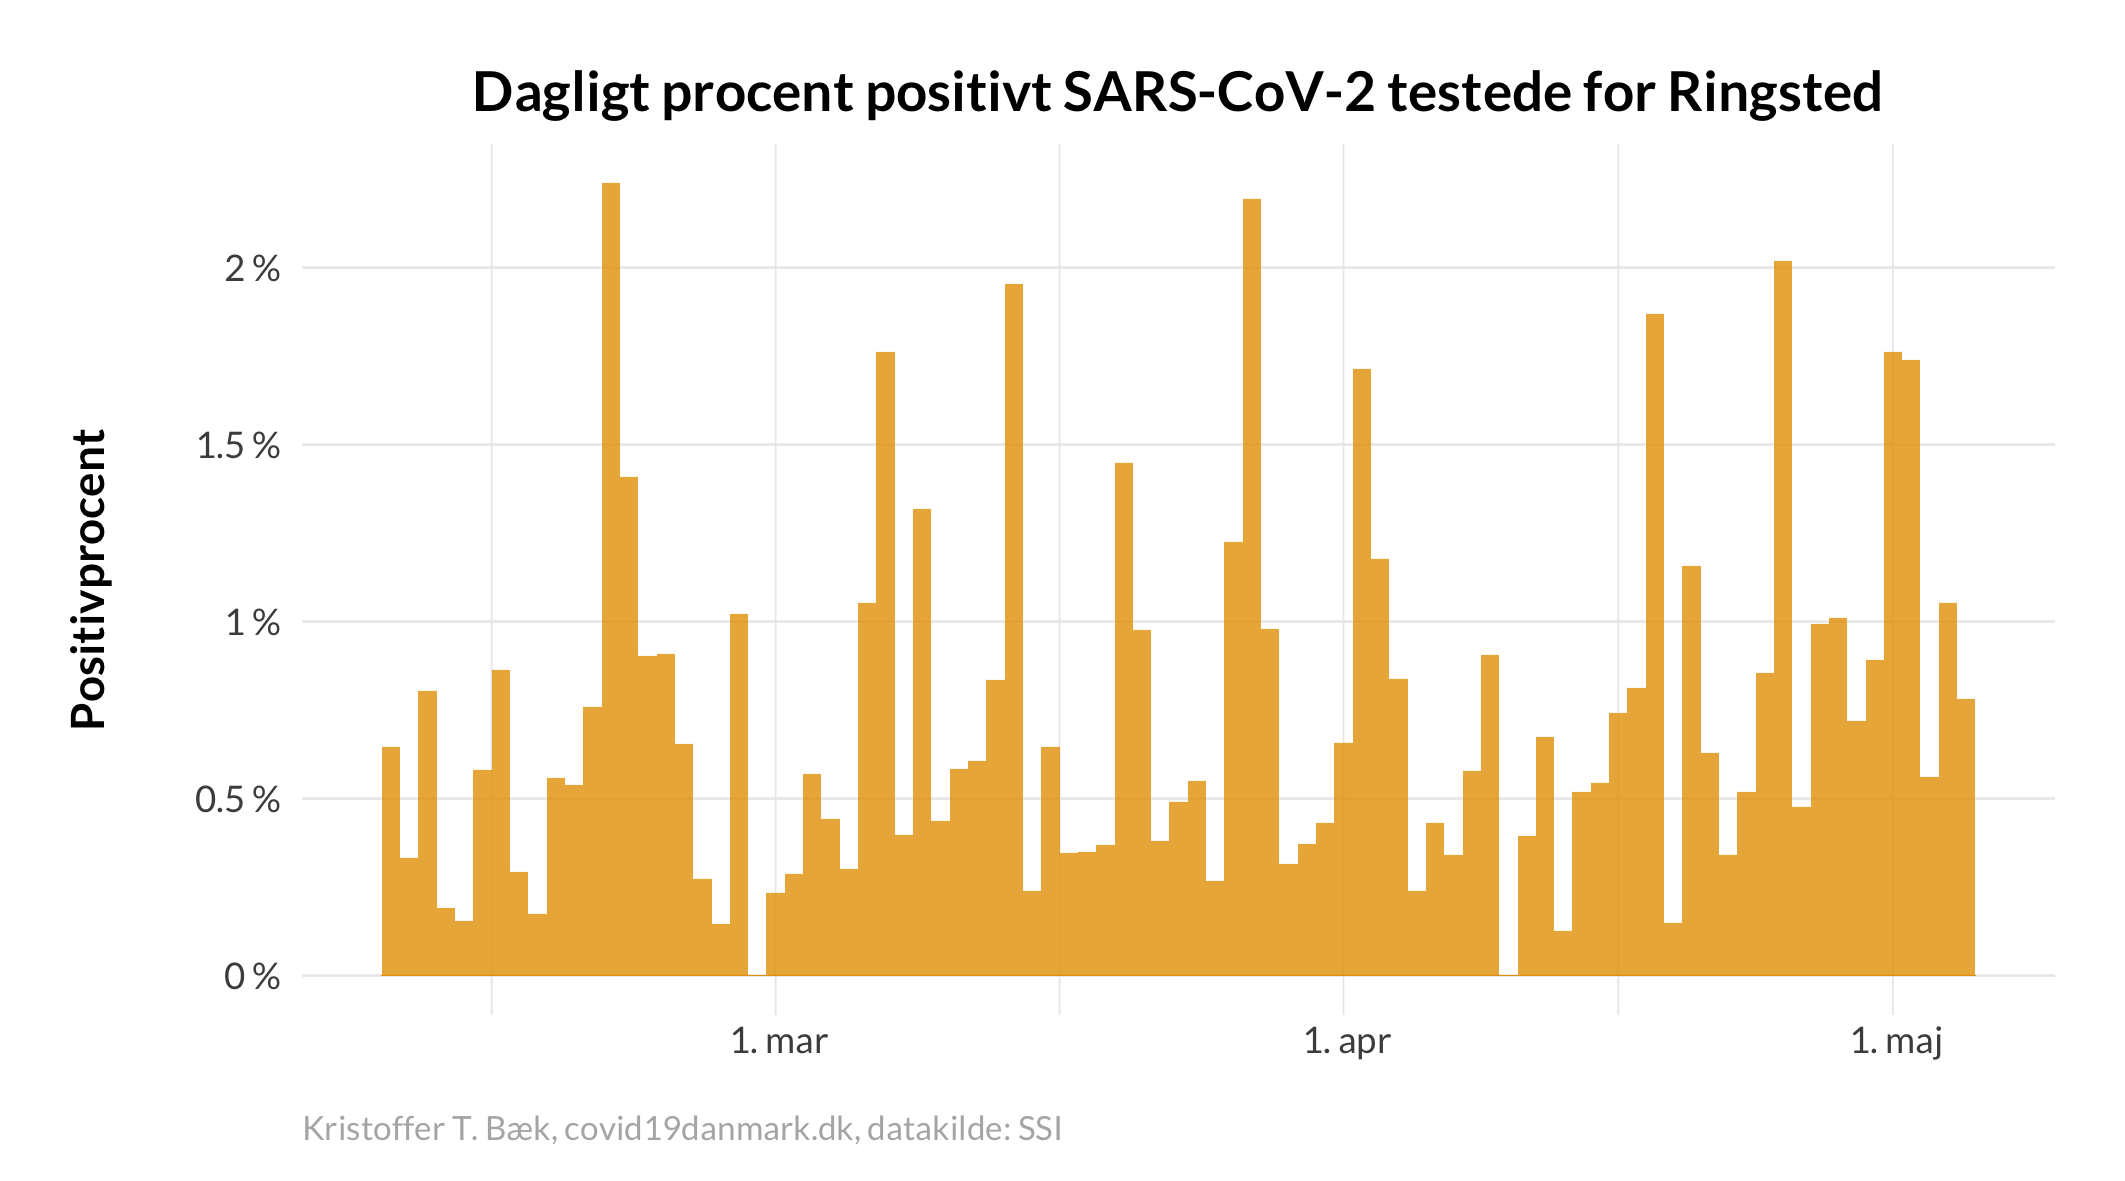 Dagligt procent positivt SARS-CoV-2 testede for Ringsted
Positivprocent
2 %
1.5 %
1 %
0.5 %
0 %
1. mar
1. apr
1. maj
Kristoffer T. Bæk, covid19danmark.dk, datakilde: SSI